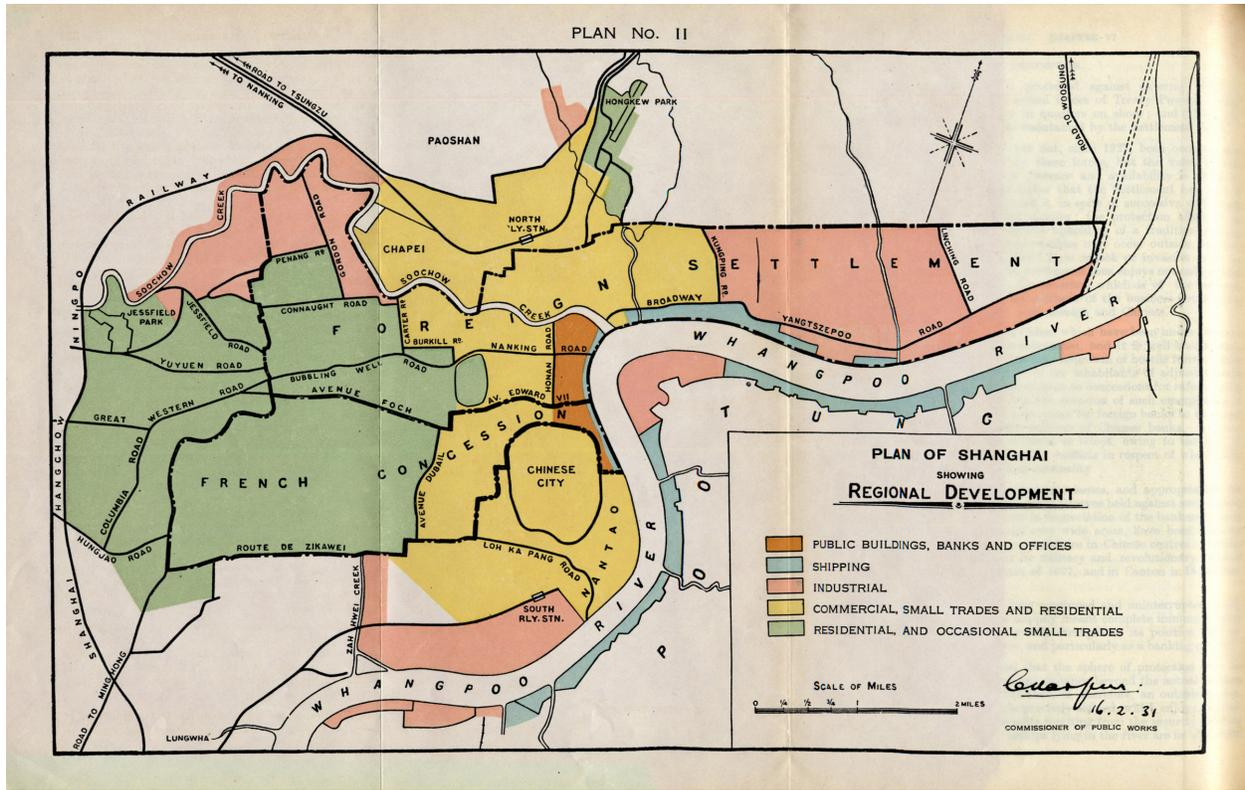 PLAN No. II
ROAD TO TSUNGZU
TO NANKING
HONGKEW PARK
ROAD TO WOOSUNG
PAOSHAN
RAILWAY
CREEK
ROAD
NORTH
RLY. STN.
CHAPEI
GORDON
PENANG RD
SOOCHOW
SOOCHOW
CREEK
KUNGPING RD.
LINCHING ROAD
SETTLEMENT
NINGPO
JESSFIELD
PARK
JESSFIELD
ROAD
CONNAUGHT ROAD
CARTER RD
FOREIGN
BROADWAY
YANGTSZEPOO ROAD
BURKILL RD.
NANKING ROAD
HONAN ROAD
WHANGPOO RIVER
YUYUEN ROAD
BUBBLING WELL ROAD
GREAT WESTERN ROAD
AVENUE FOCH
AV. EDWARD VII
HANGCHOW
COLUMBIA ROAD
FRENCH CONCESSION
AVENUE DUBAIL
CHINESE
CITY
POOTUNG
HUNGJAO ROAD
ROUTE DE ZIKAWEI
LOH KA PANG ROAD
NANTAO
SHANGHAI
ZAH HWEI CREEK
SOUTH
RLY. STN.
WHANGPOO RIVER
ROAD TO MINGHONG
LUNGWHA
PLAN OF SHANGHAI
SHOWING
REGIONAL DEVELOPMENT
PUBLIC BUILDINGS, BANKS AND OFFICES
SHIPPING
INDUSTRIAL
COMMERCIAL, SMALL TRADES AND RESIDENTIAL
RESIDENTIAL, AND OCCASIONAL SMALL TRADES
SCALE OF MILES
0 ¼ ½ ¾ 1 2 MILES
16.2.31
COMMISSIONER OF PUBLIC WORKS